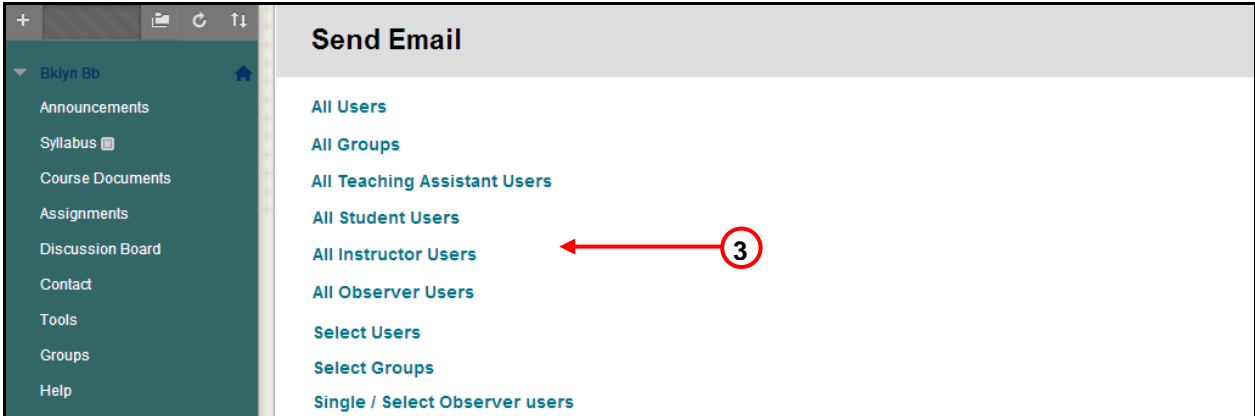 Bklyn Bb
Announcements
Syllabus
Course Documents
Assignments
Discussion Board
Contact
Tools
Groups
Help
Send Email
All Users
All Groups
All Teaching Assistant Users
All Student Users
All Instructor Users
3
All Observer Users
Select Users
Select Groups
Single / Select Observer users